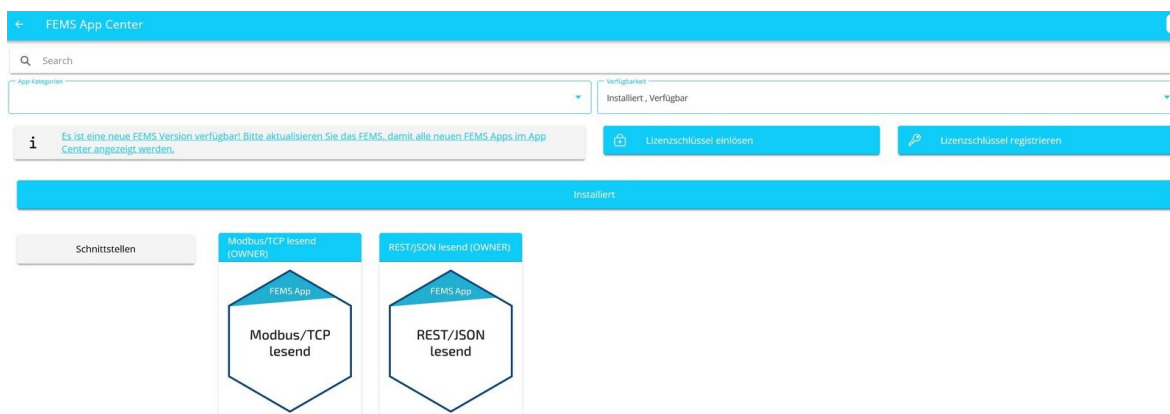 FEMS App Center
Search
App-Kategorien
Verfügbarkeit
Installiert , Verfügbar
Es ist eine neue FEMS Version verfügbar! Bitte aktualisieren Sie das FEMS, damit alle neuen FEMS Apps im App
Center angezeigt werden.
Lizenzschlüssel einlösen
Lizenzschlüssel registrieren
Installiert
Schnittstellen
Modbus/TCP lesend
(OWNER)
REST/JSON lesend (OWNER)
FEMS App
Modbus/TCP
lesend
FEMS App
REST/JSON
lesend